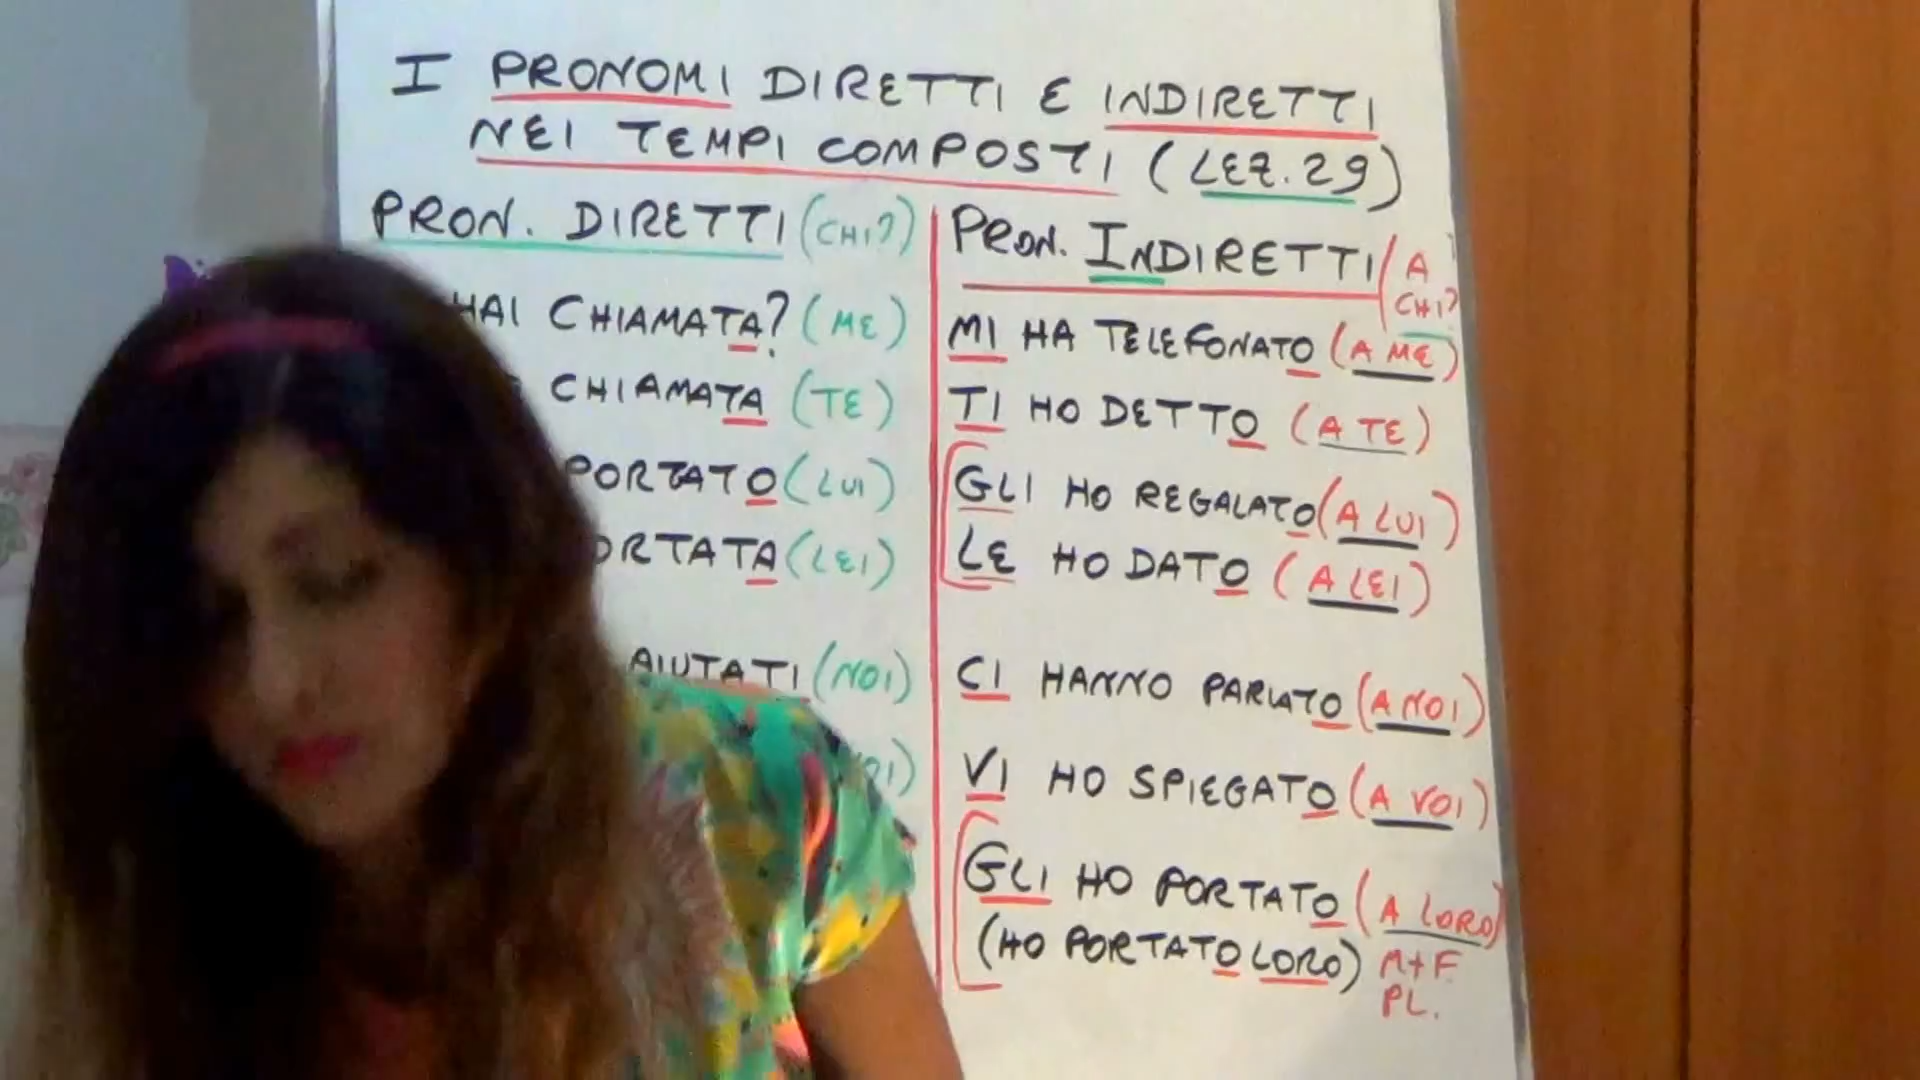 I PRONOMI DIRETTI E INDIRETTI
NEI TEMPI COMPOSTI (LEZ. 29)
PRON. DIRETTI (CHI?)
HAI CHIAMATA? (ME)
CHIAMATA (TE)
PORTATO (LUI)
ORTATA (LEI)
AIUTATI (NOI)
OI)
PRON. INDIRETTI (A
CHI?
MI HA TELEFONATO (A ME)
TI HO DETTO (A TE)
GLI HO REGALATO (A LUI)
LE HO DATO (A LEI)
CI HANNO PARLATO (A NOI)
VI HO SPIEGATO (A VOI)
GLI HO PORTATO (A LORO)
(HO PORTATO LORO) M+F
PL.